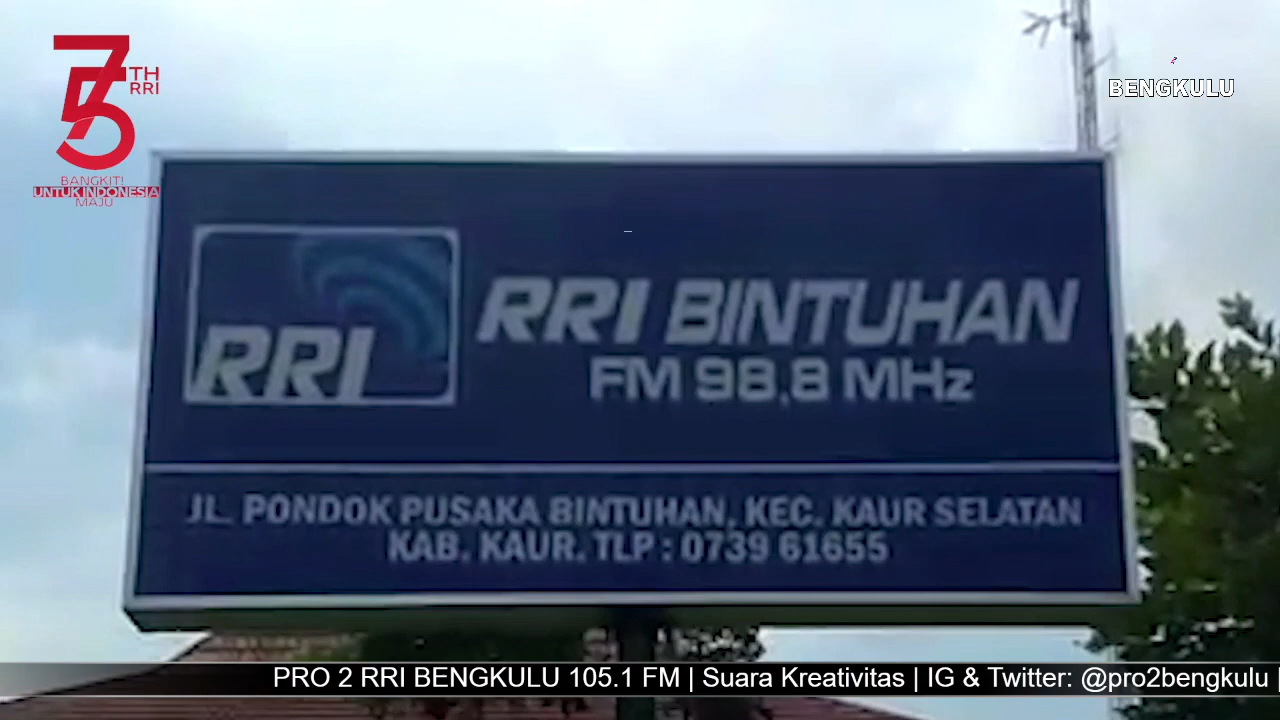 75 TH
RRI
BANGKIT!
UNTUK INDONESIA
MAJU
BENGKULU
RRI
RRI BINTUHAN
FM 98,8 MHz
JL. PONDOK PUSAKA BINTUHAN, KEC. KAUR SELATAN
KAB. KAUR. TLP : 0739 61655
PRO 2 RRI BENGKULU 105.1 FM | Suara Kreativitas | IG & Twitter: @pro2bengkulu |